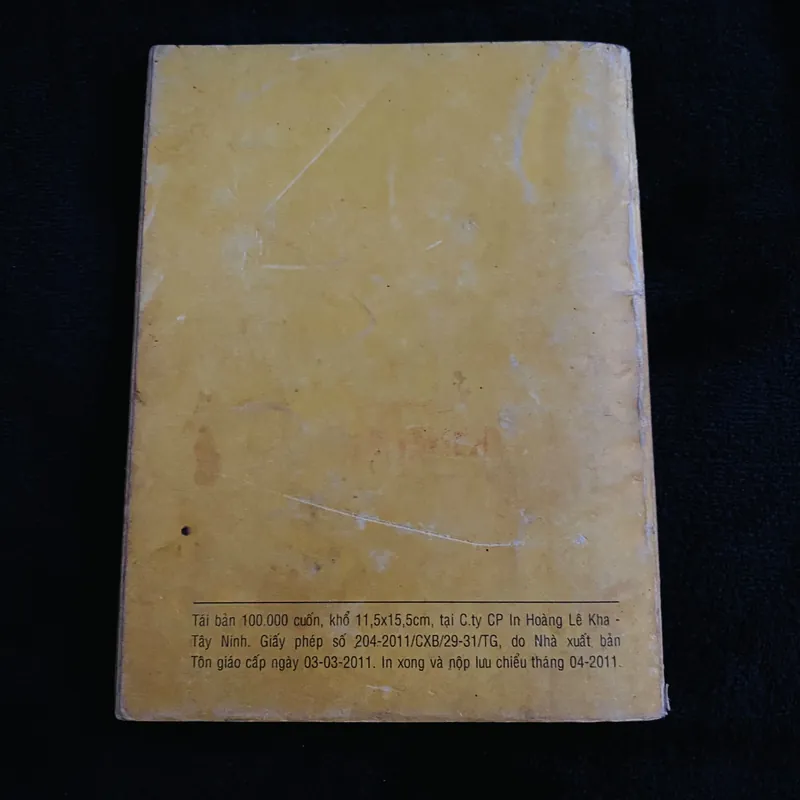 Tái bản 100.000 cuốn, khổ 11,5x15,5cm, tại C.ty CP In Hoàng Lê Kha -
Tây Ninh. Giấy phép số 204-2011/CXB/29-31/TG, do Nhà xuất bản
Tôn giáo cấp ngày 03-03-2011. In xong và nộp lưu chiểu tháng 04-2011.